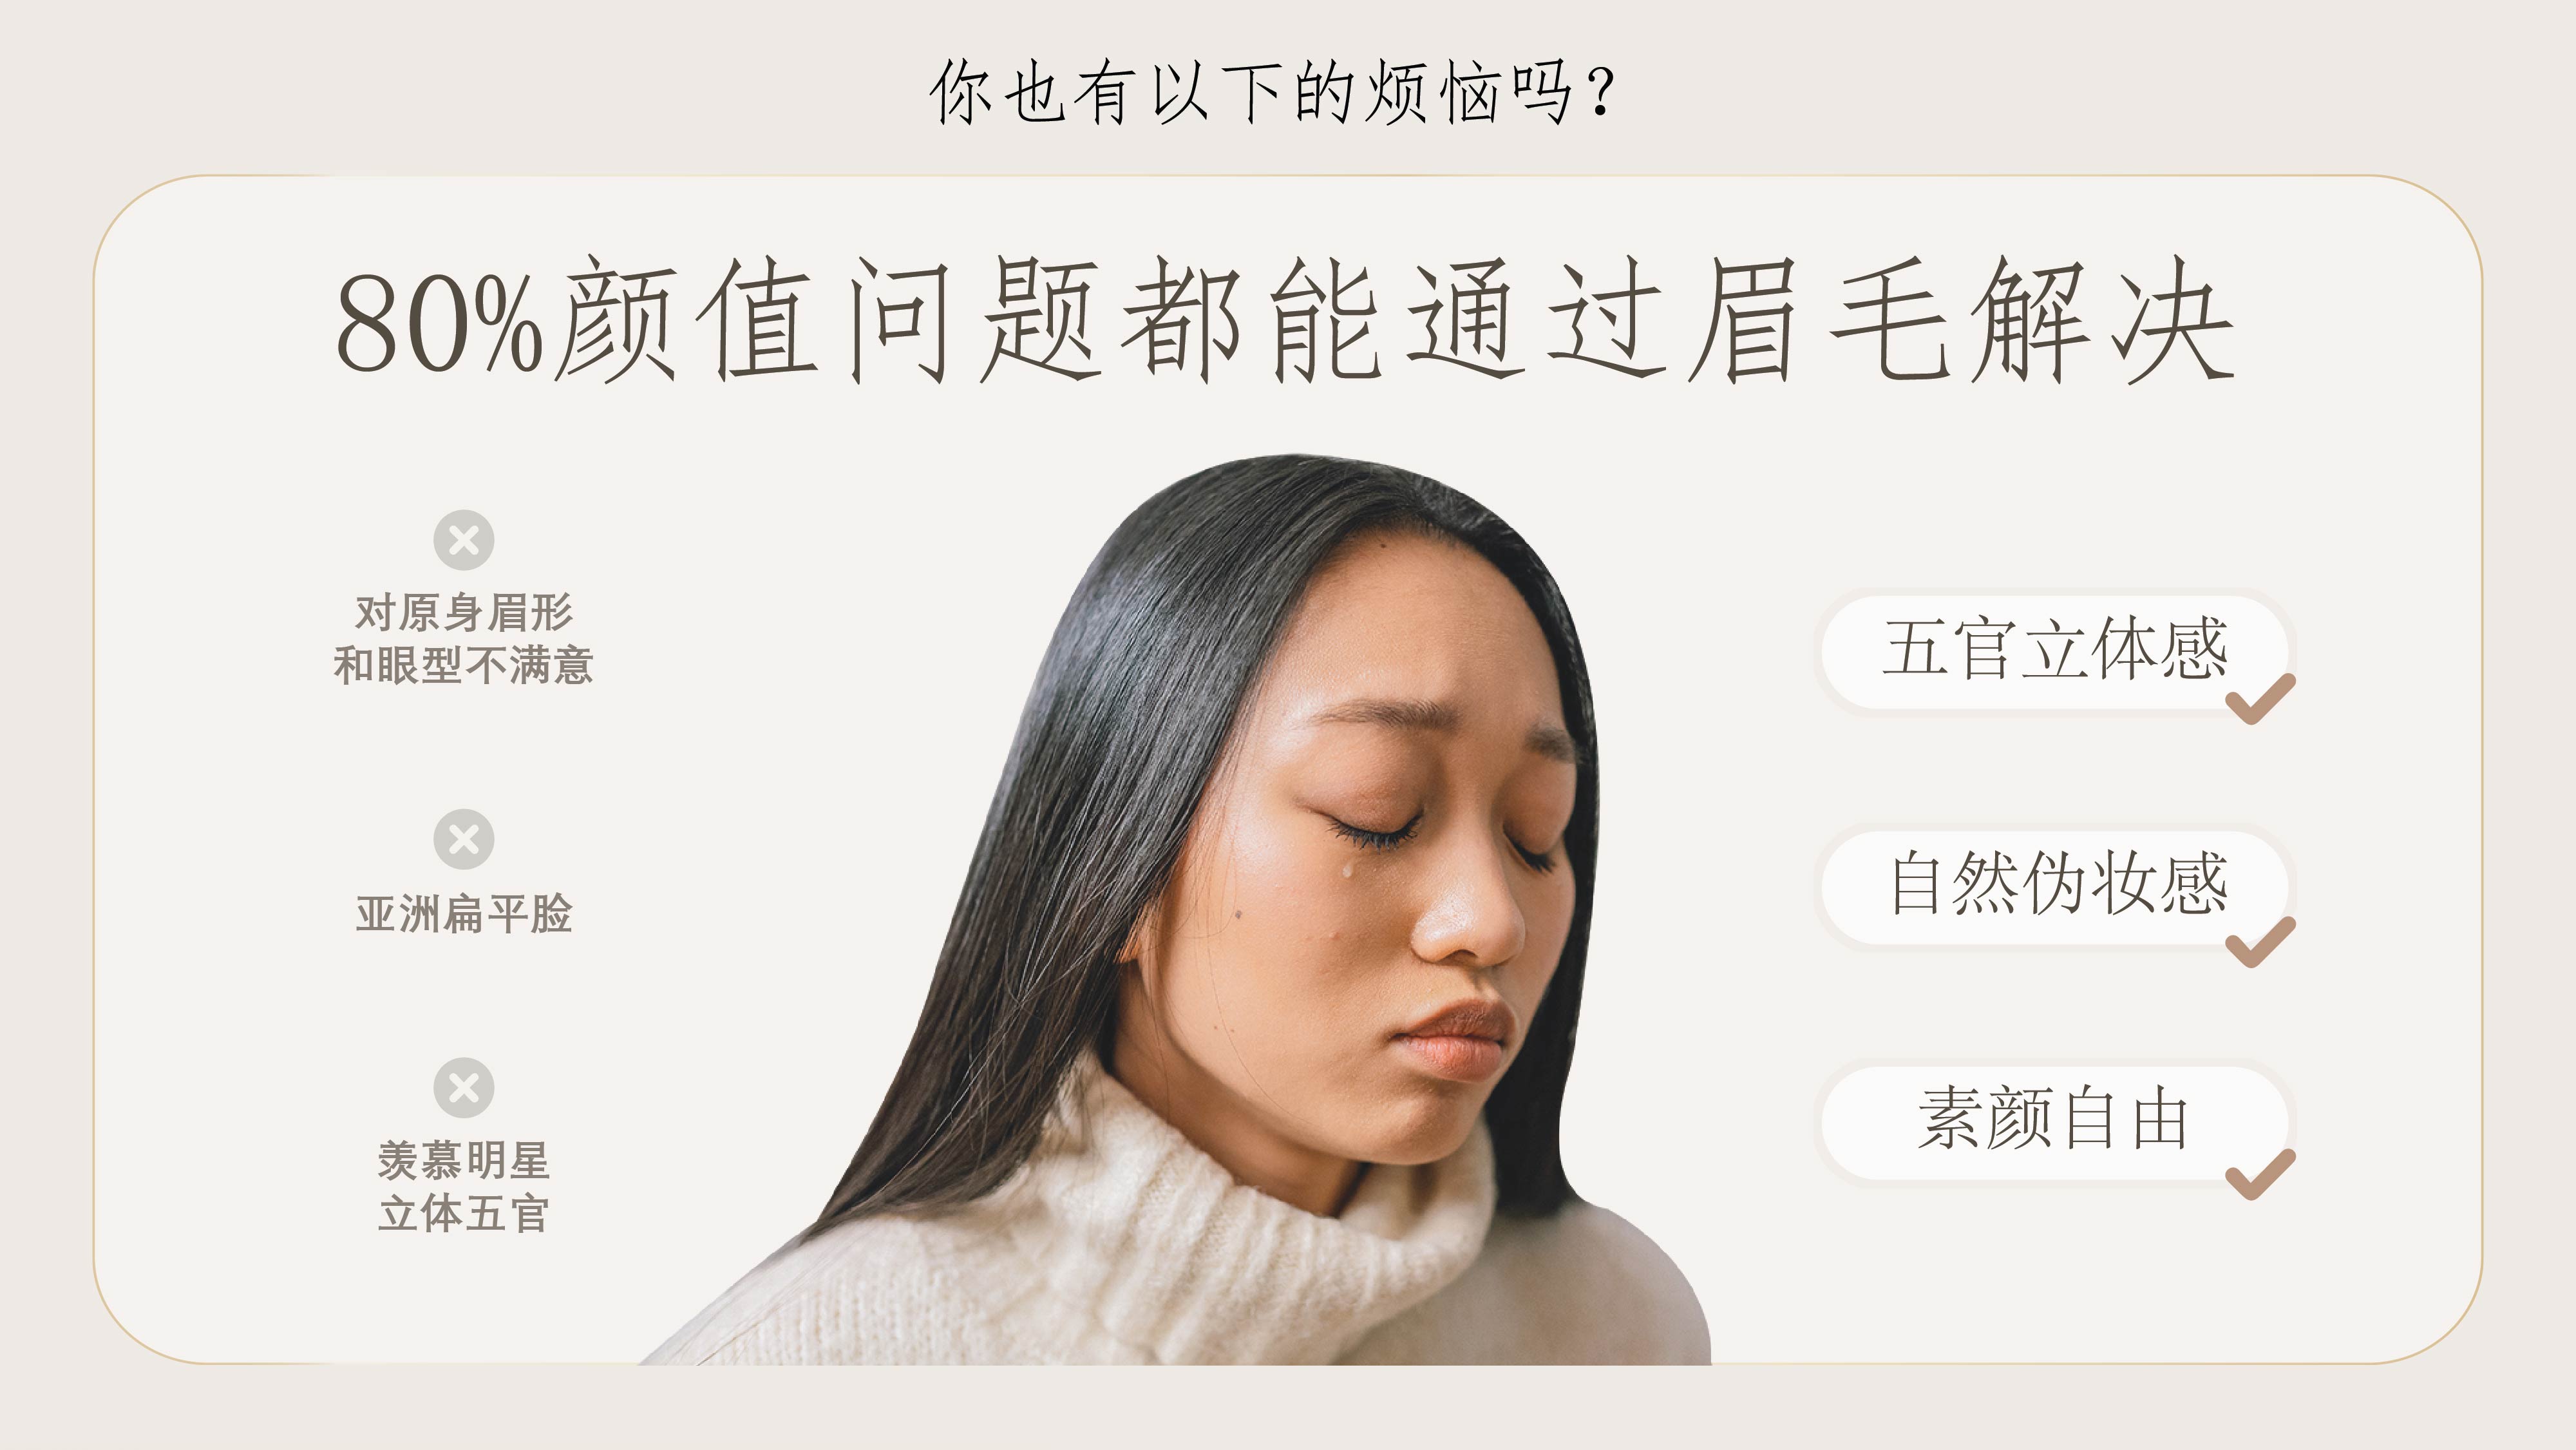 你也有以下的烦恼吗?
80%颜值问题都能通过眉毛解决
对原身眉形
和眼型不满意
亚洲扁平脸
羡慕明星
立体五官
五官立体感
自然伪妆感
素颜自由